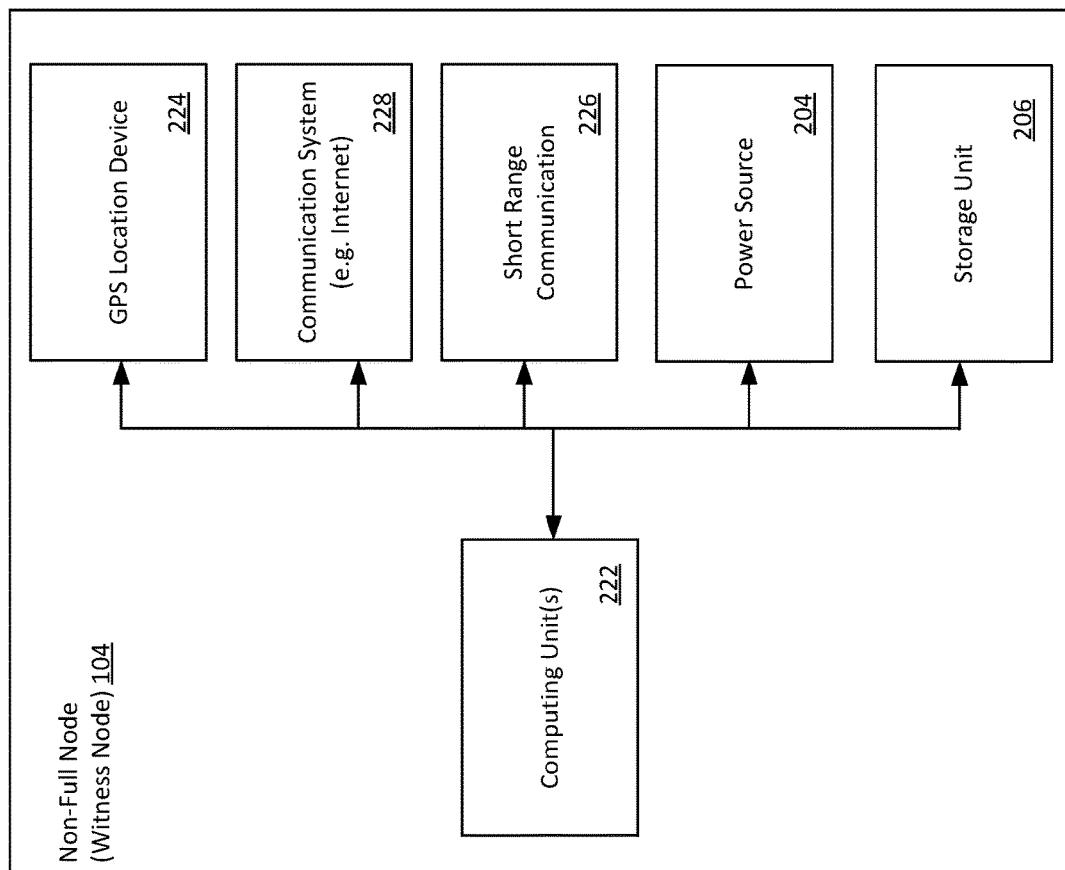 Non-Full Node
(Witness Node) 104
Computing Unit(s)
222
GPS Location Device
224
Communication System
(e.g. Internet)
228
Short Range
Communication
226
Power Source
204
Storage Unit
206